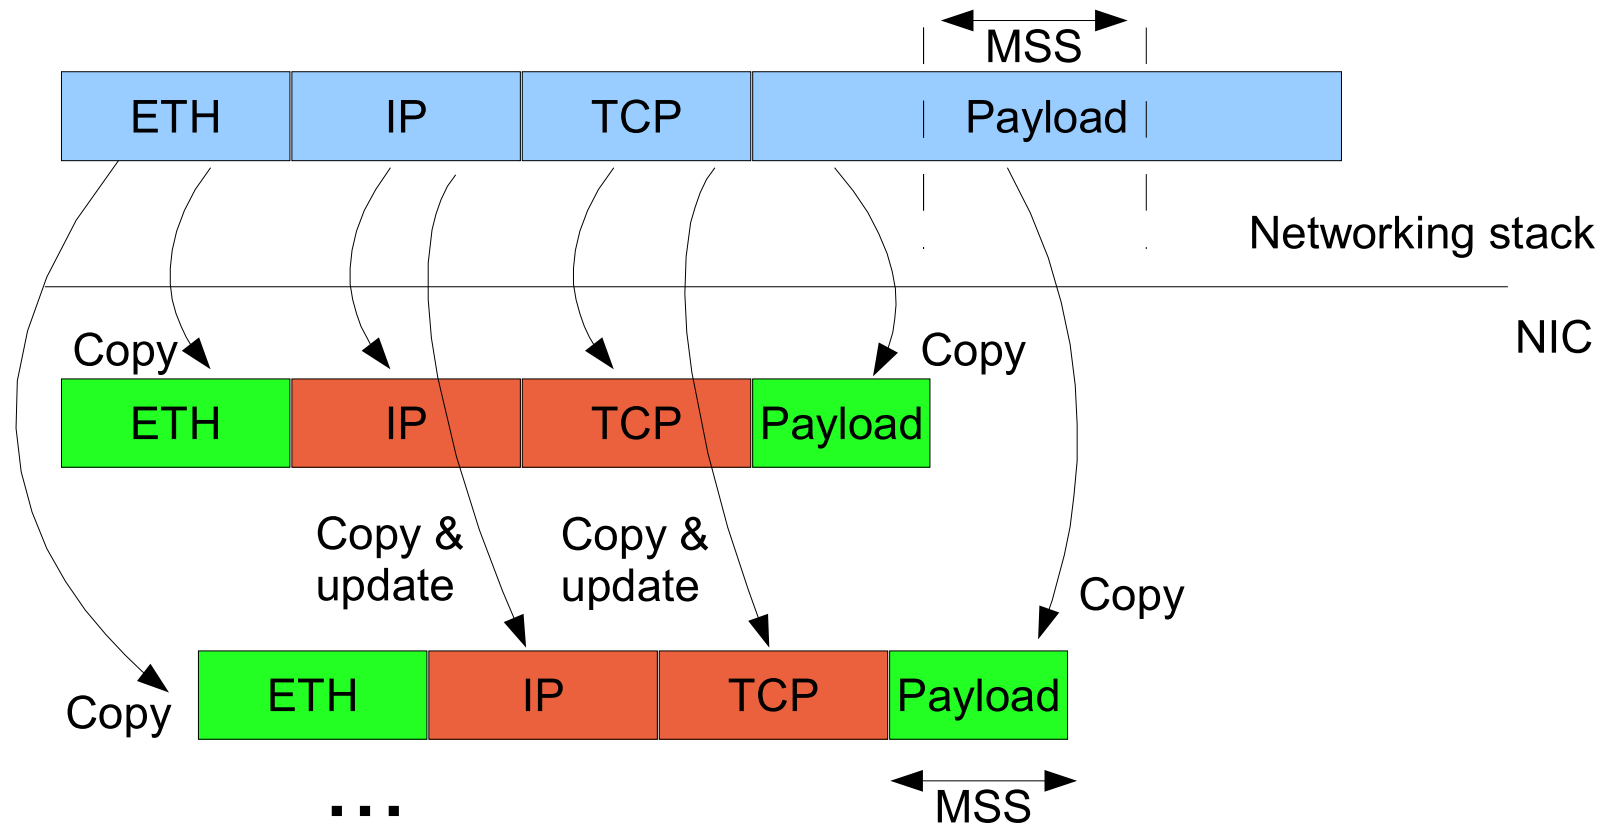 MSS
ETH
IP
TCP
Payload
Networking stack
NIC
Copy
Copy
ETH
IP
TCP
Payload
Copy &
update
Copy &
update
Copy
ETH
IP
TCP
Payload
Copy
MSS
...